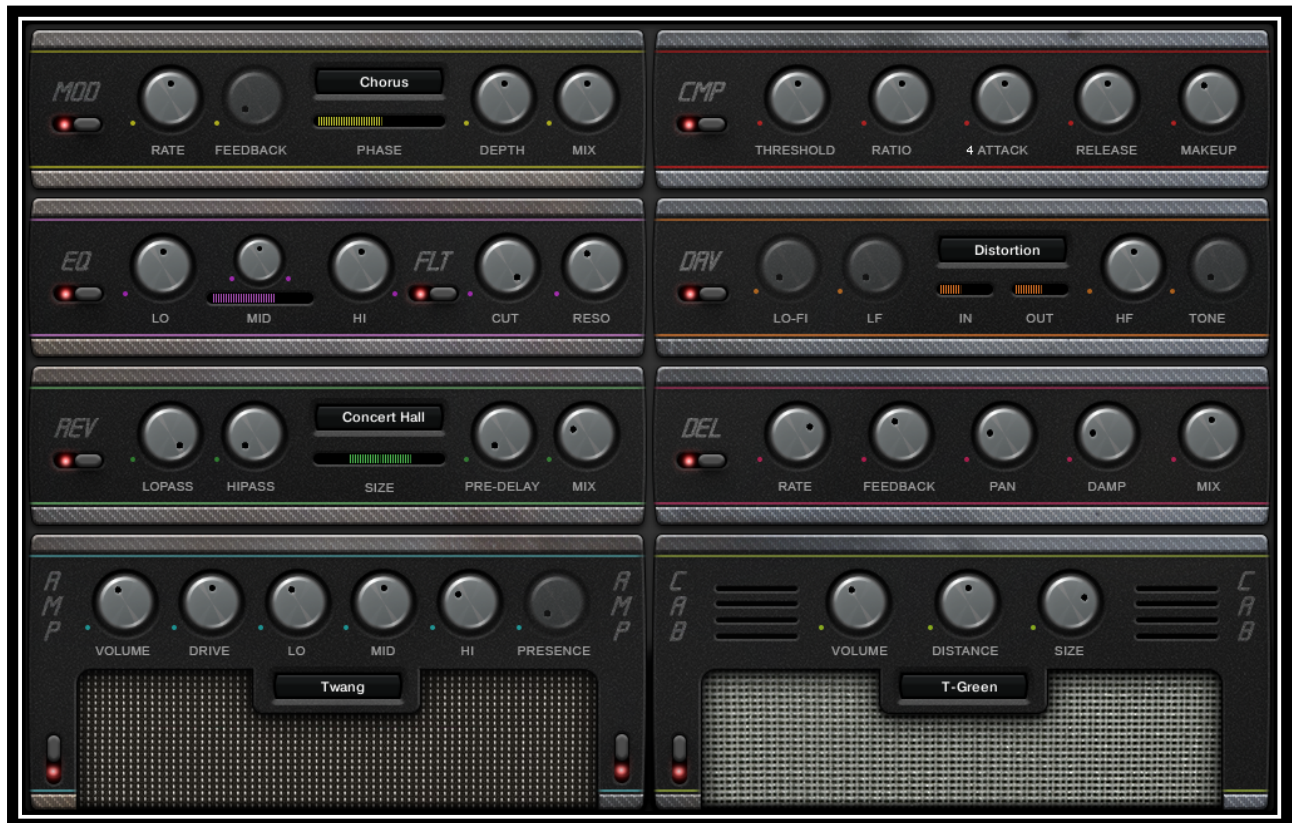 MOD
Chorus
RATE FEEDBACK PHASE DEPTH MIX
CMP
THRESHOLD RATIO 4 ATTACK RELEASE MAKEUP
EQ FLT
LO MID HI CUT RESO
DRV
Distortion
LO-FI LF IN OUT HF TONE
REV
Concert Hall
LOPASS HIPASS SIZE PRE-DELAY MIX
DEL
RATE FEEDBACK PAN DAMP MIX
AMP AMP
VOLUME DRIVE LO MID HI PRESENCE
Twang
CAB CAB
VOLUME DISTANCE SIZE
T-Green